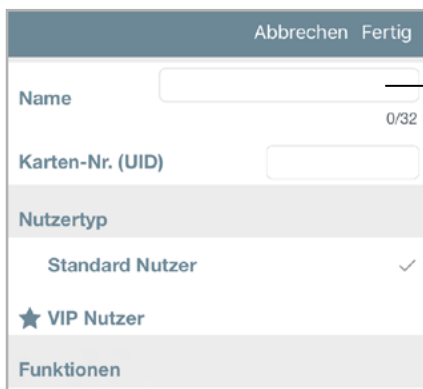 Abbrechen Fertig
Name
0/32
Karten-Nr. (UID)
Nutzertyp
Standard Nutzer
VIP Nutzer
Funktionen